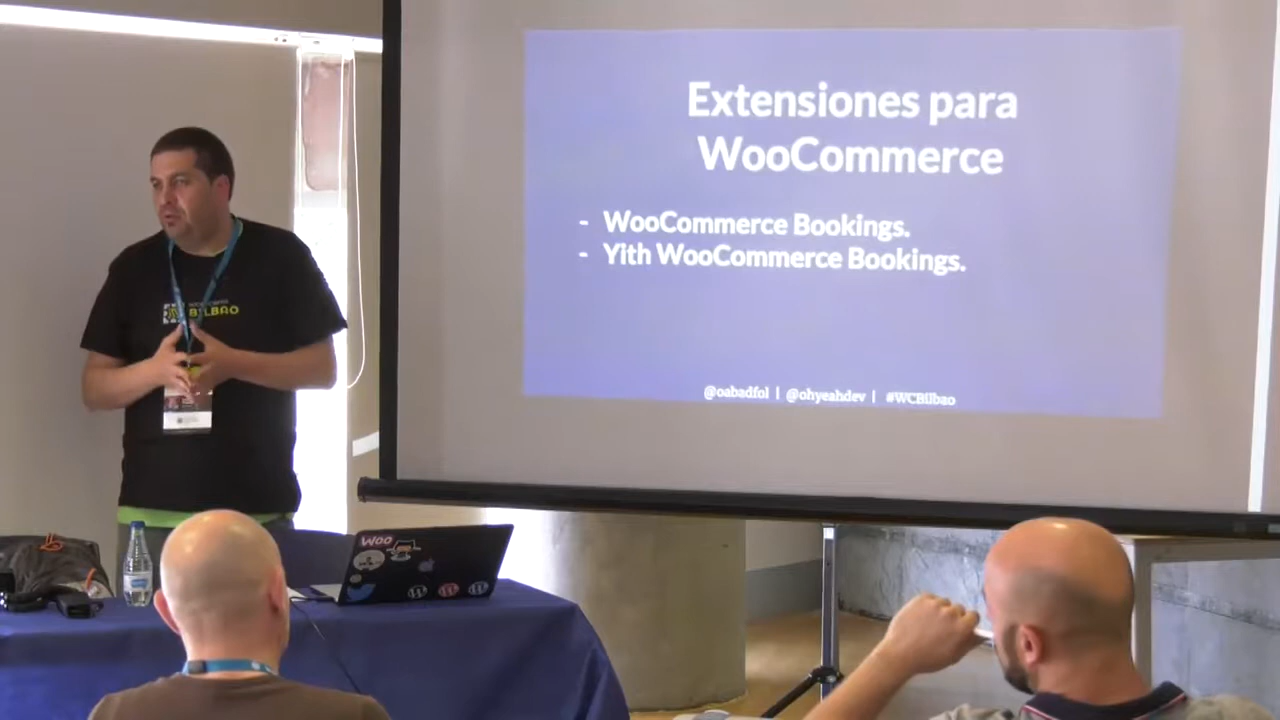 Extensiones para
WooCommerce
- WooCommerce Bookings.
- Yith WooCommerce Bookings.
@oabadfol | @ohyeahdev | #WCBilbao
BILBAO
WOO